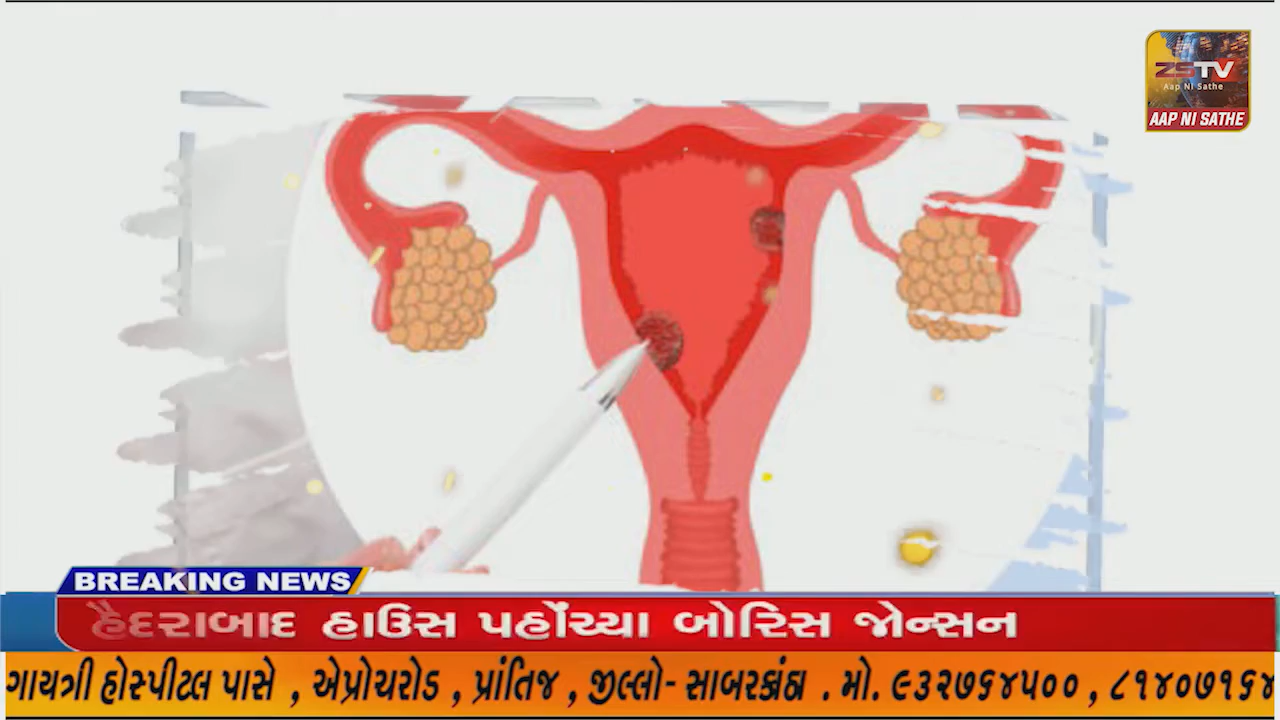 ZSTV
Aap Ni Sathe
AAP NI SATHE
BREAKING NEWS
હૈદરાબાદ હાઉસ પહોંચ્યા બોરિસ જોન્સન
ગાયત્રી હોસ્પીટલ પાસે , એપ્રોચરોડ , પ્રાંતિજ , જીલ્લો- સાબરકાંઠા . મો. ૯૩૨૭૬૪૫૦૦ , ૮૧૪૦૭૧૬૪